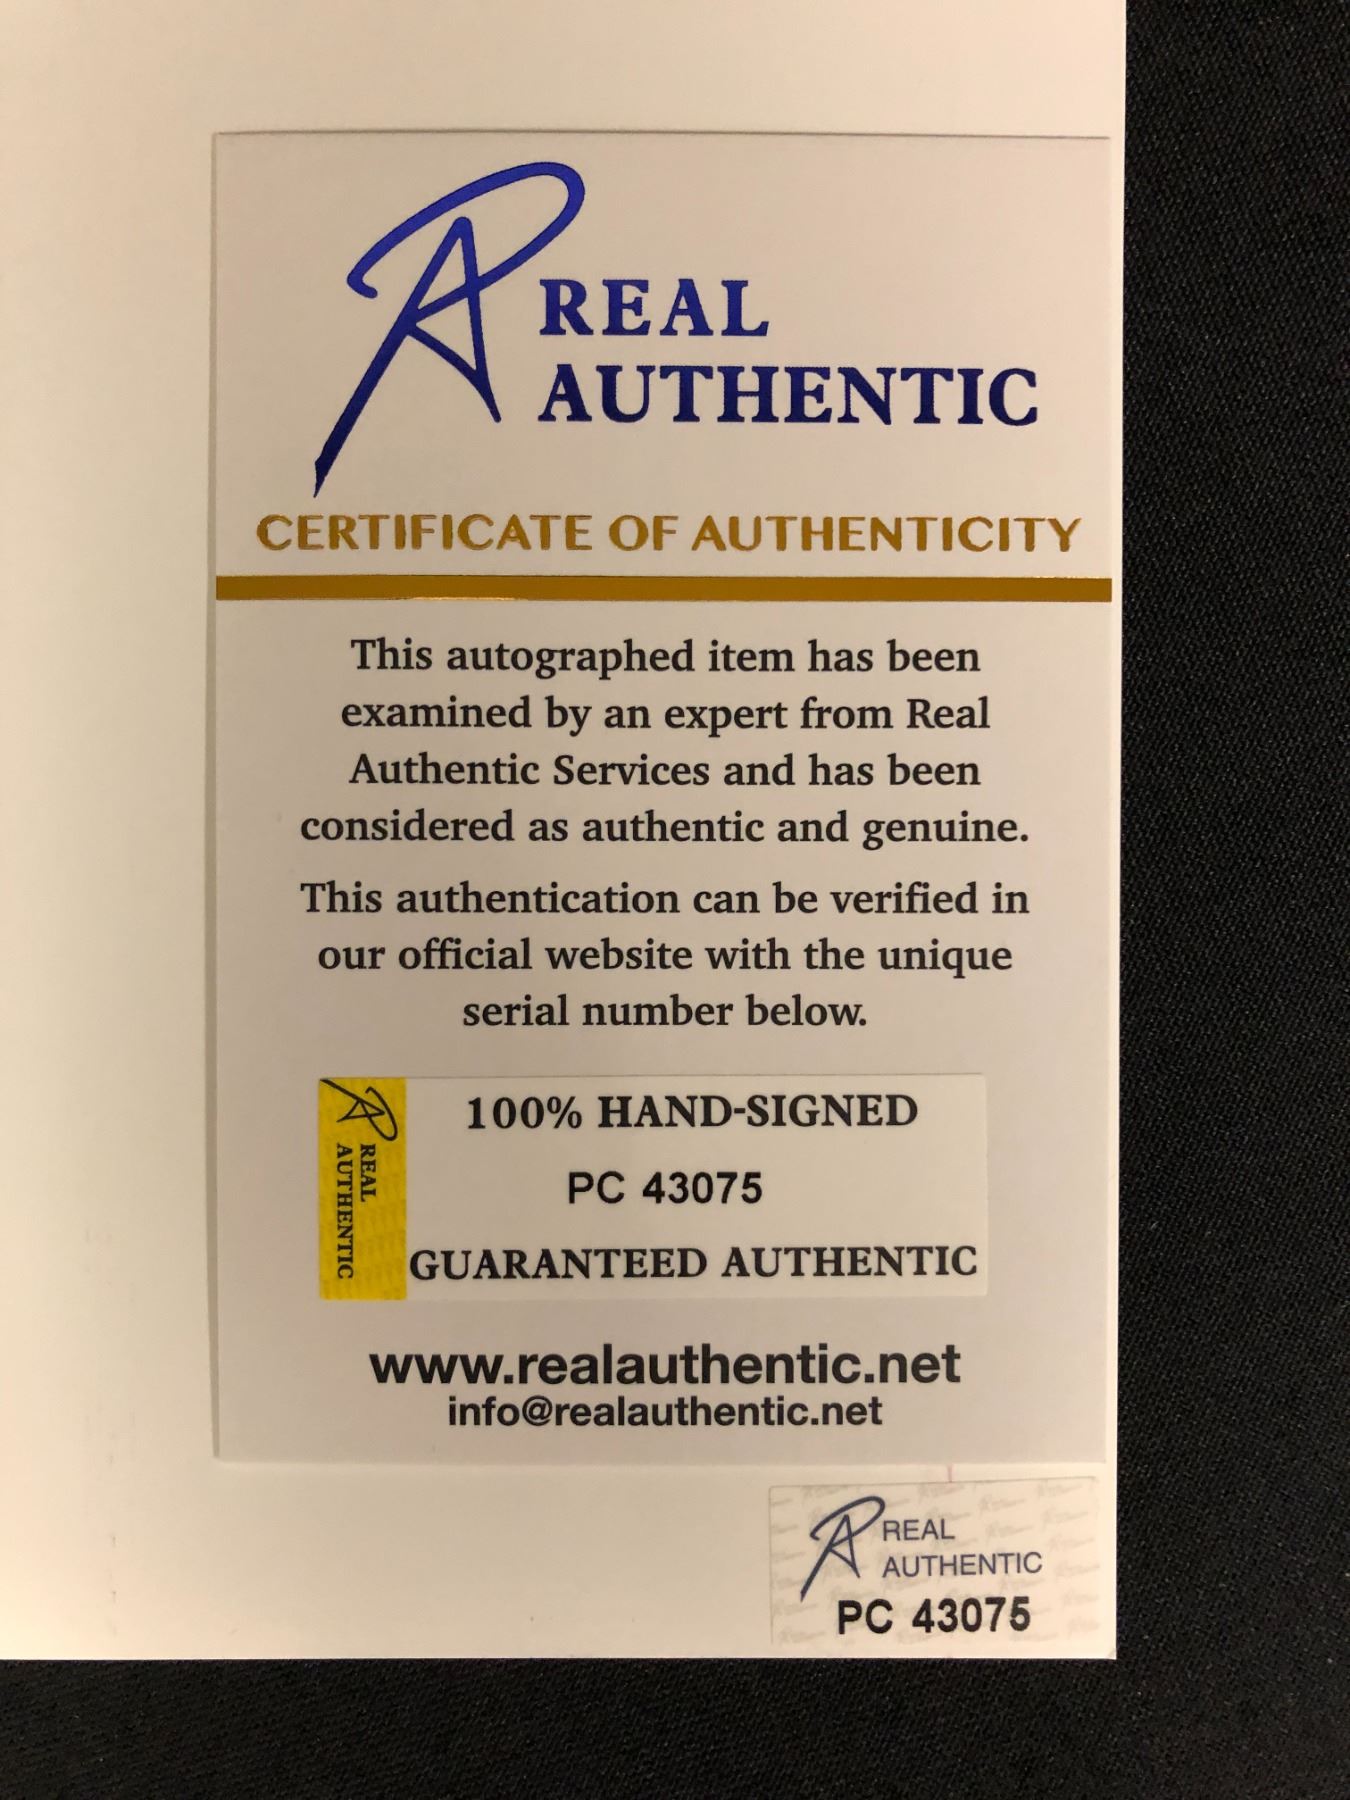 REAL
AUTHENTIC
CERTIFICATE OF AUTHENTICITY
This autographed item has been
examined by an expert from Real
Authentic Services and has been
considered as authentic and genuine.
This authentication can be verified in
our official website with the unique
serial number below.
REAL
AUTHENTIC
100% HAND-SIGNED
PC 43075
GUARANTEED AUTHENTIC
www.realauthentic.net
info@realauthentic.net
REAL
AUTHENTIC
PC 43075